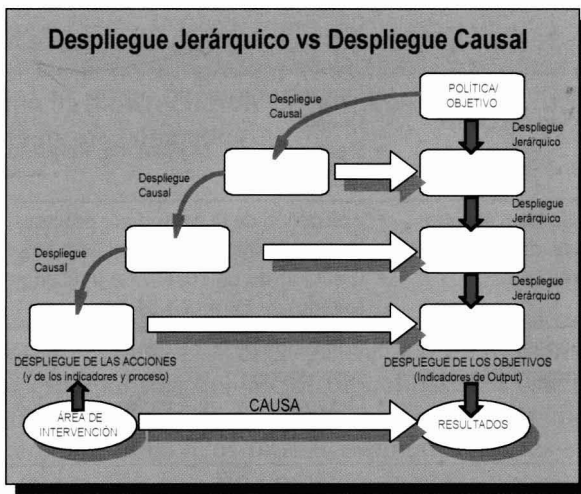 Despliegue Jerárquico vs Despliegue Causal
POLÍTICA/
OBJETIVO
Despliegue
Causal
Despliegue
Jerárquico
Despliegue
Causal
Despliegue
Jerárquico
Despliegue
Causal
Despliegue
Jerárquico
DESPLIEGUE DE LAS ACCIONES
(y de los indicadores y proceso)
DESPLIEGUE DE LOS OBJETIVOS
(Indicadores de Output)
ÁREA DE
INTERVENCIÓN
CAUSA
RESULTADOS